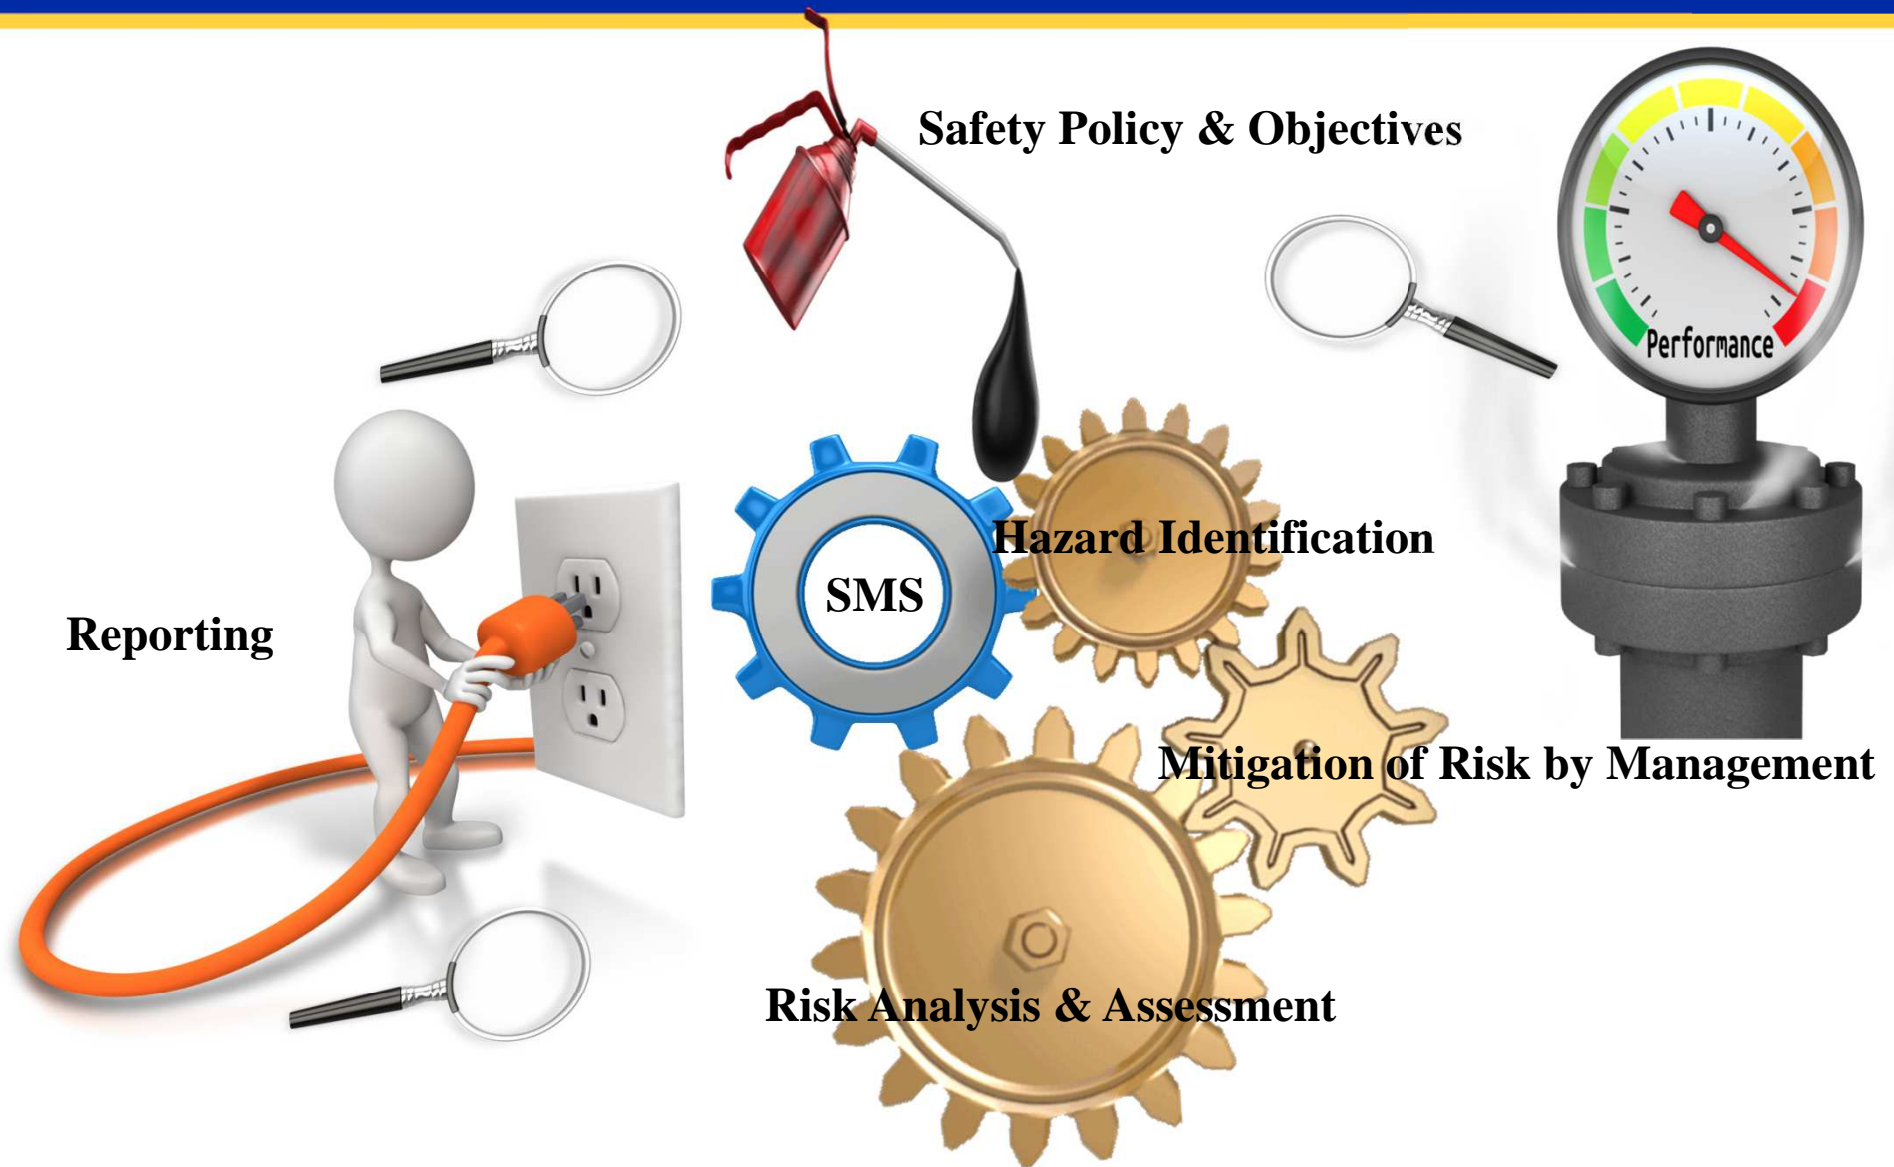 Safety Policy & Objectives
Performance
Hazard Identification
SMS
Reporting
Mitigation of Risk by Management
Risk Analysis & Assessment